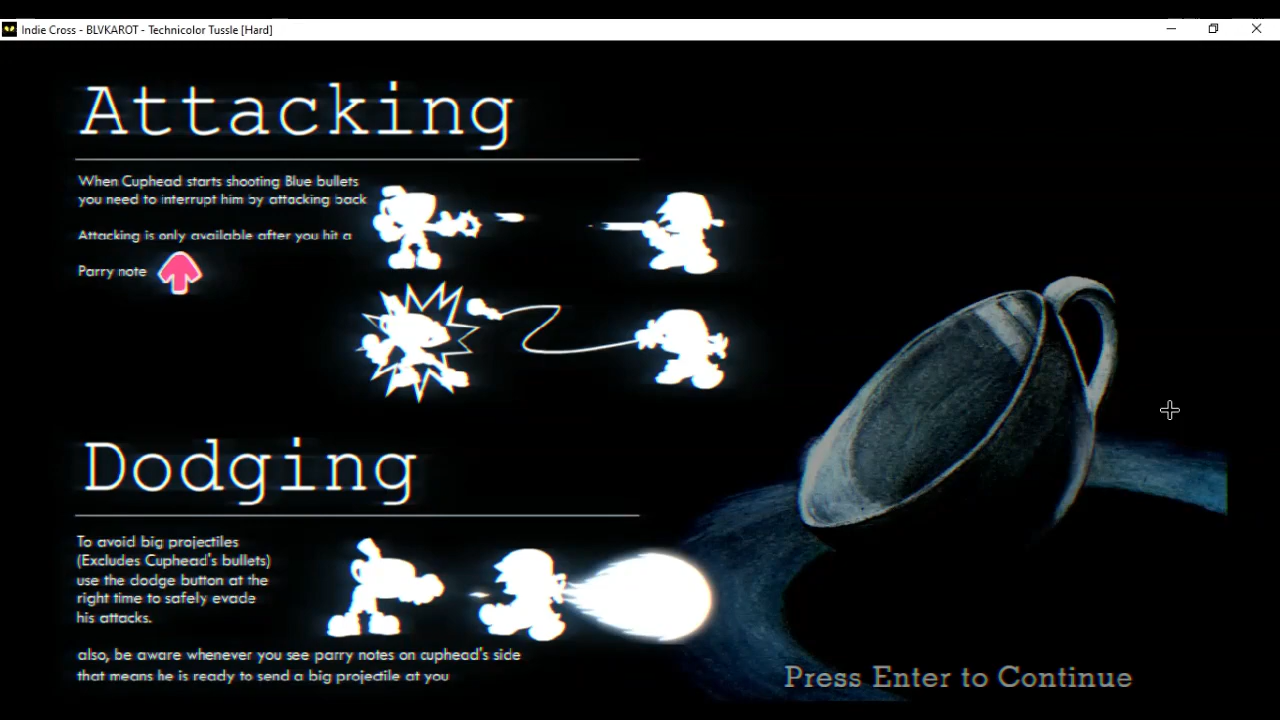 Indie Cross - BLVKAROT - Technicolor Tussle [Hard]
Attacking
When Cuphead starts shooting Blue bullets
you need to interrupt him by attacking back
Attacking is only available after you hit a
Parry note
Dodging
To avoid big projectiles
(Excludes Cuphead's bullets)
use the dodge button at the
right time to safely evade
his attacks.
also, be aware whenever you see parry notes on cuphead's side
that means he is ready to send a big projectile at you
Press Enter to Continue